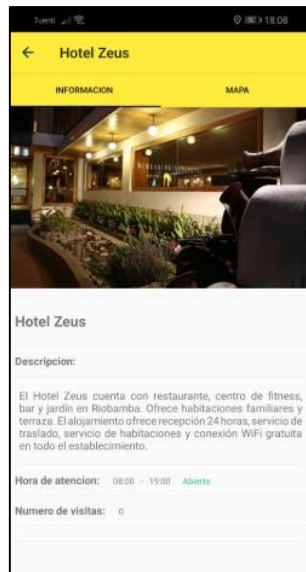 Tuenti 18:08
Hotel Zeus
INFORMACION MAPA
Hotel Zeus
Descripcion:
El Hotel Zeus cuenta con restaurante, centro de fitness,
bar y jardín en Riobamba. Ofrece habitaciones familiares y
terraza. El alojamiento ofrece recepción 24 horas, servicio de
traslado, servicio de habitaciones y conexión WiFi gratuita
en todo el establecimiento.
Hora de atencion: 08:00 - 19:00 Abierto
Numero de visitas: 0